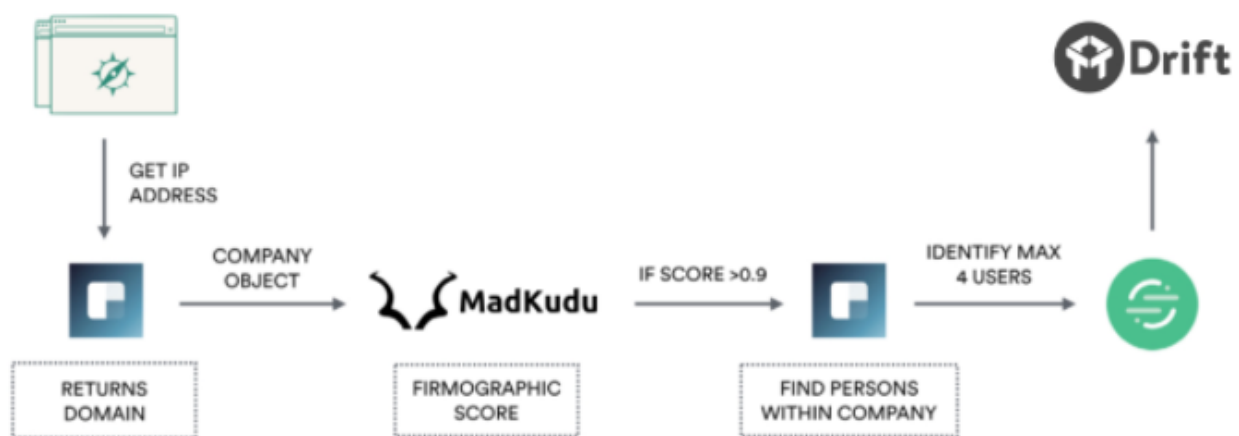 Drift
GET IP
ADDRESS
COMPANY
OBJECT
IF SCORE >0.9
IDENTIFY MAX
4 USERS
MadKudu
RETURNS
DOMAIN
FIRMOGRAPHIC
SCORE
FIND PERSONS
WITHIN COMPANY